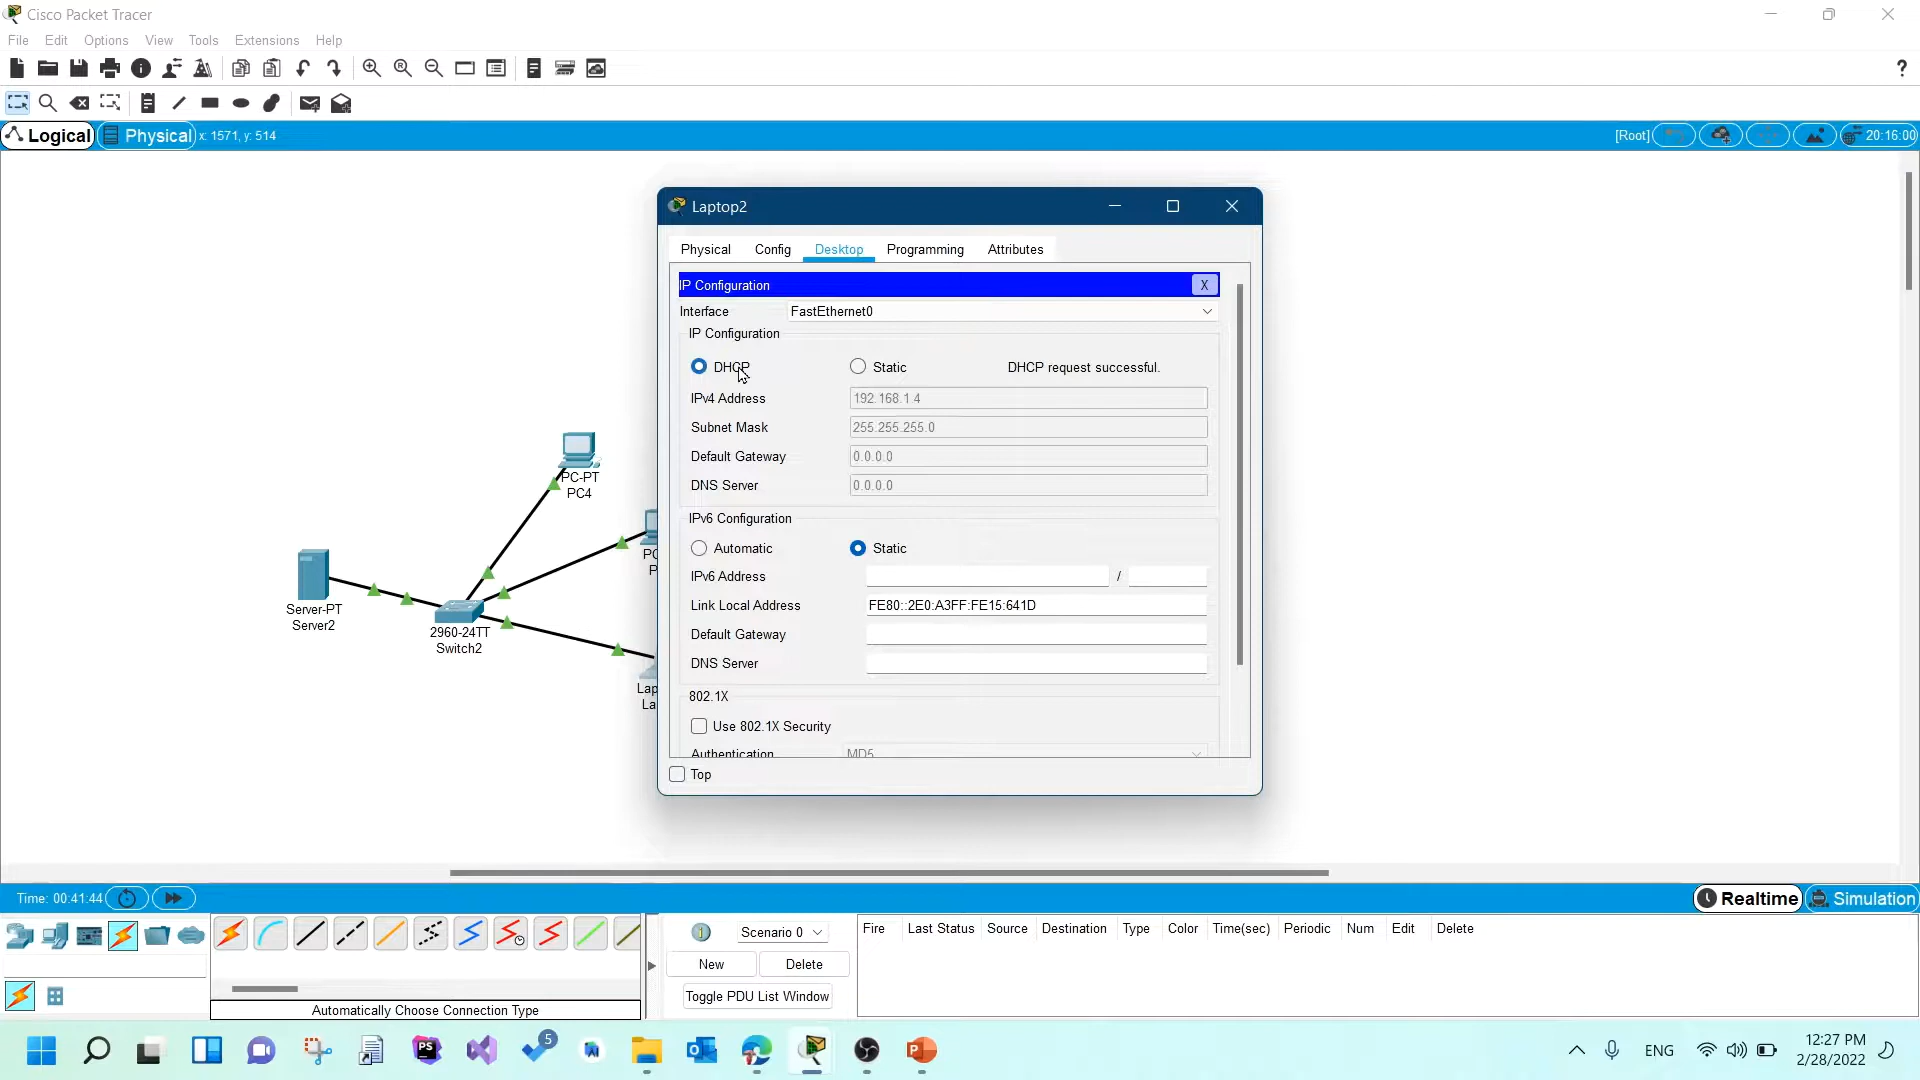 Cisco Packet Tracer
File Edit Options View Tools Extensions Help
?
Logical Physical x: 1571, y: 514 [Root] 20:16:00
Laptop2
Physical Config Desktop Programming Attributes
IP Configuration X
Interface FastEthernet0
IP Configuration
DHCP Static DHCP request successful.
IPv4 Address 192.168.1.4
Subnet Mask 255.255.255.0
Default Gateway 0.0.0.0
DNS Server 0.0.0.0
IPv6 Configuration
Automatic Static
IPv6 Address /
Link Local Address FE80::2E0:A3FF:FE15:641D
Default Gateway
DNS Server
802.1X
Use 802.1X Security
Authentication MD5
Top
PC-PT
PC4
PC
P
Server-PT
Server2
2960-24TT
Switch2
Lap
La
Time: 00:41:44 Realtime Simulation
Scenario 0
New Delete
Toggle PDU List Window
Fire Last Status Source Destination Type Color Time(sec) Periodic Num Edit Delete
Automatically Choose Connection Type
PS
5
P
ENG
12:27 PM
2/28/2022